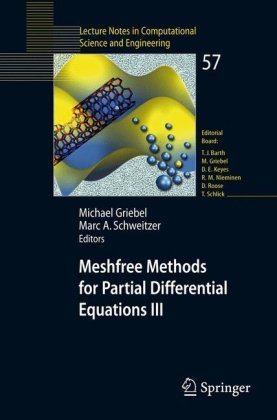 Lecture Notes in Computational
Science and Engineering
57
Editorial
Board:
T. J. Barth
M. Griebel
D. E. Keyes
R. M. Nieminen
D. Roose
T. Schlick
Michael Griebel
Marc A. Schweitzer
Editors
Meshfree Methods
for Partial Differential
Equations III
Springer